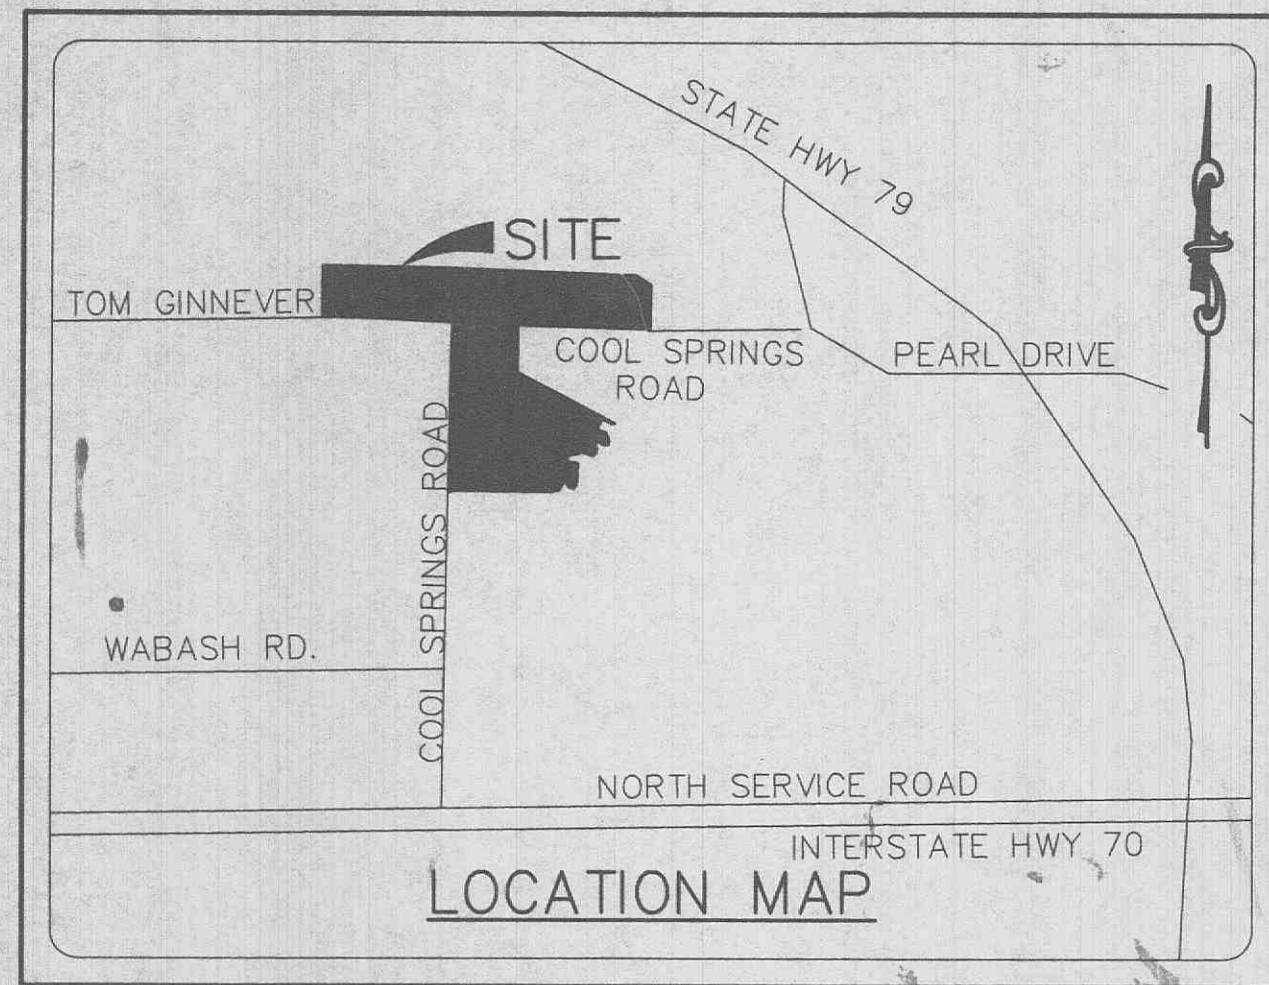 STATE HWY 79
SITE
TOM GINNEVER
COOL SPRINGS
ROAD
PEARL DRIVE
COOL SPRINGS ROAD
WABASH RD.
NORTH SERVICE ROAD
INTERSTATE HWY 70
LOCATION MAP